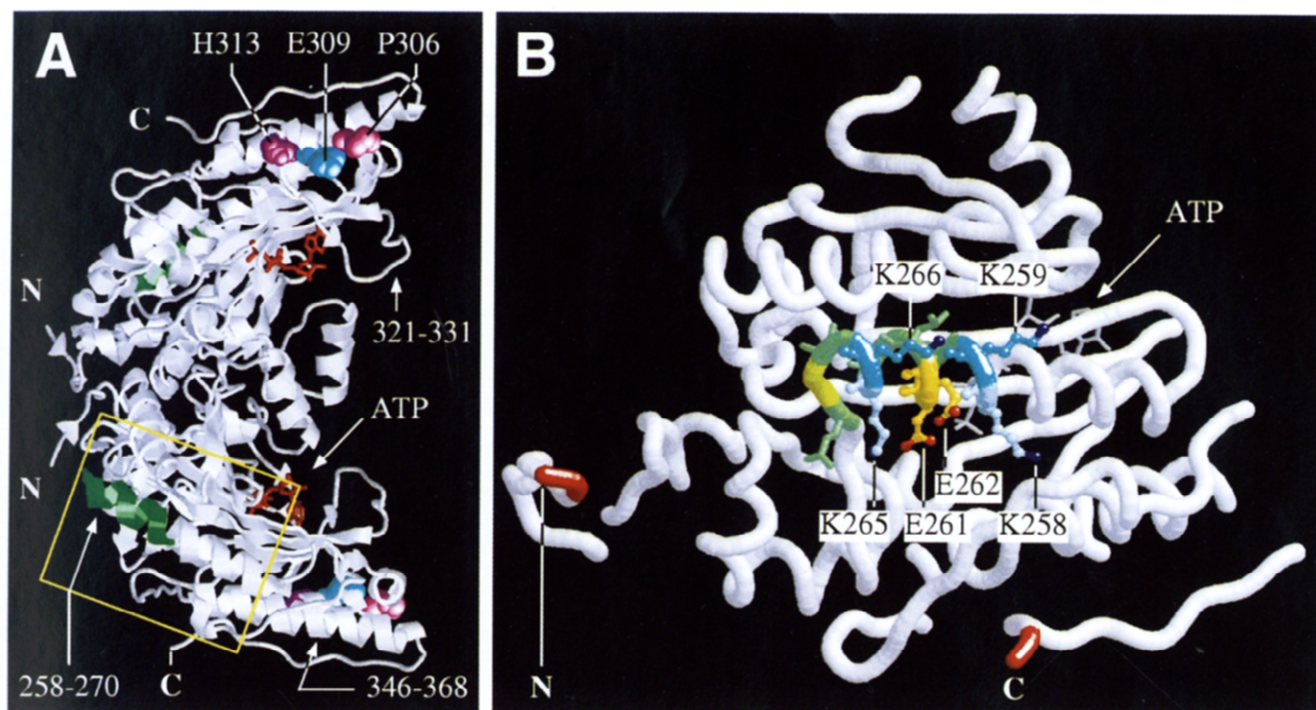 A
H313 E309 P306
C
N
321-331
ATP
N
258-270
C
346-368
B
ATP
K266 K259
E262
K265 E261 K258
N
C